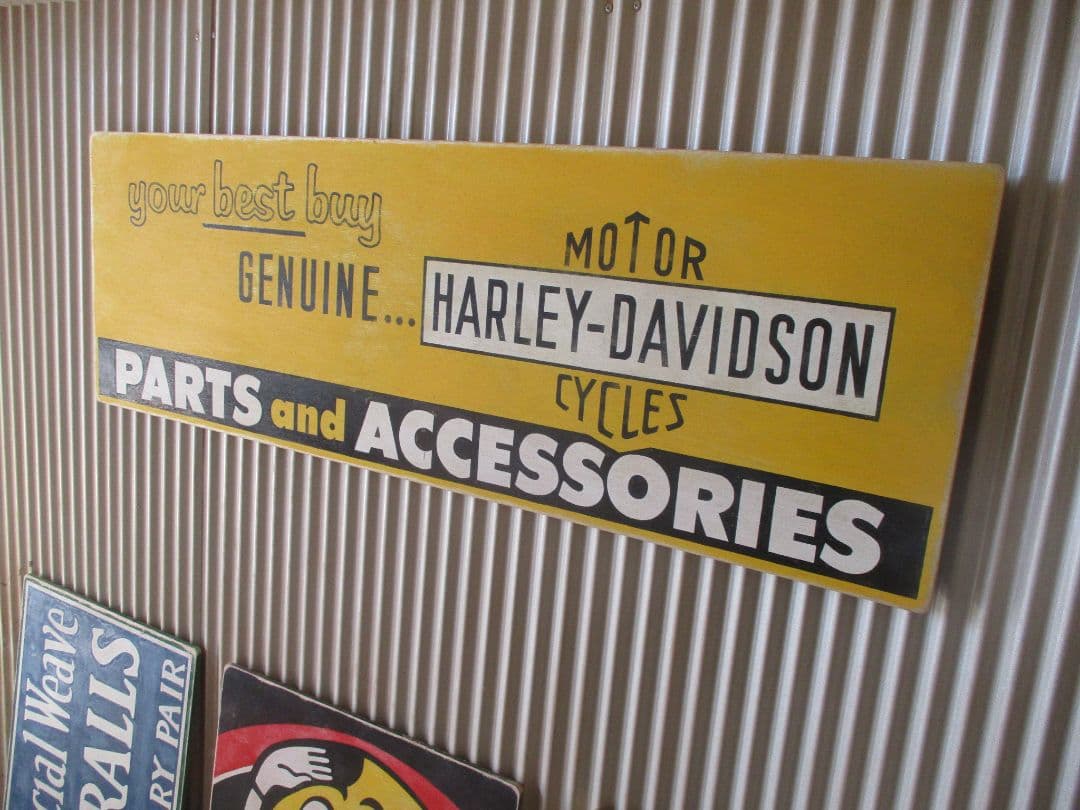 your best buy
GENUINE...
MOTOR
HARLEY-DAVIDSON
CYCLES
PARTS and ACCESSORIES
cial Weave
RALLS
RY PAIR